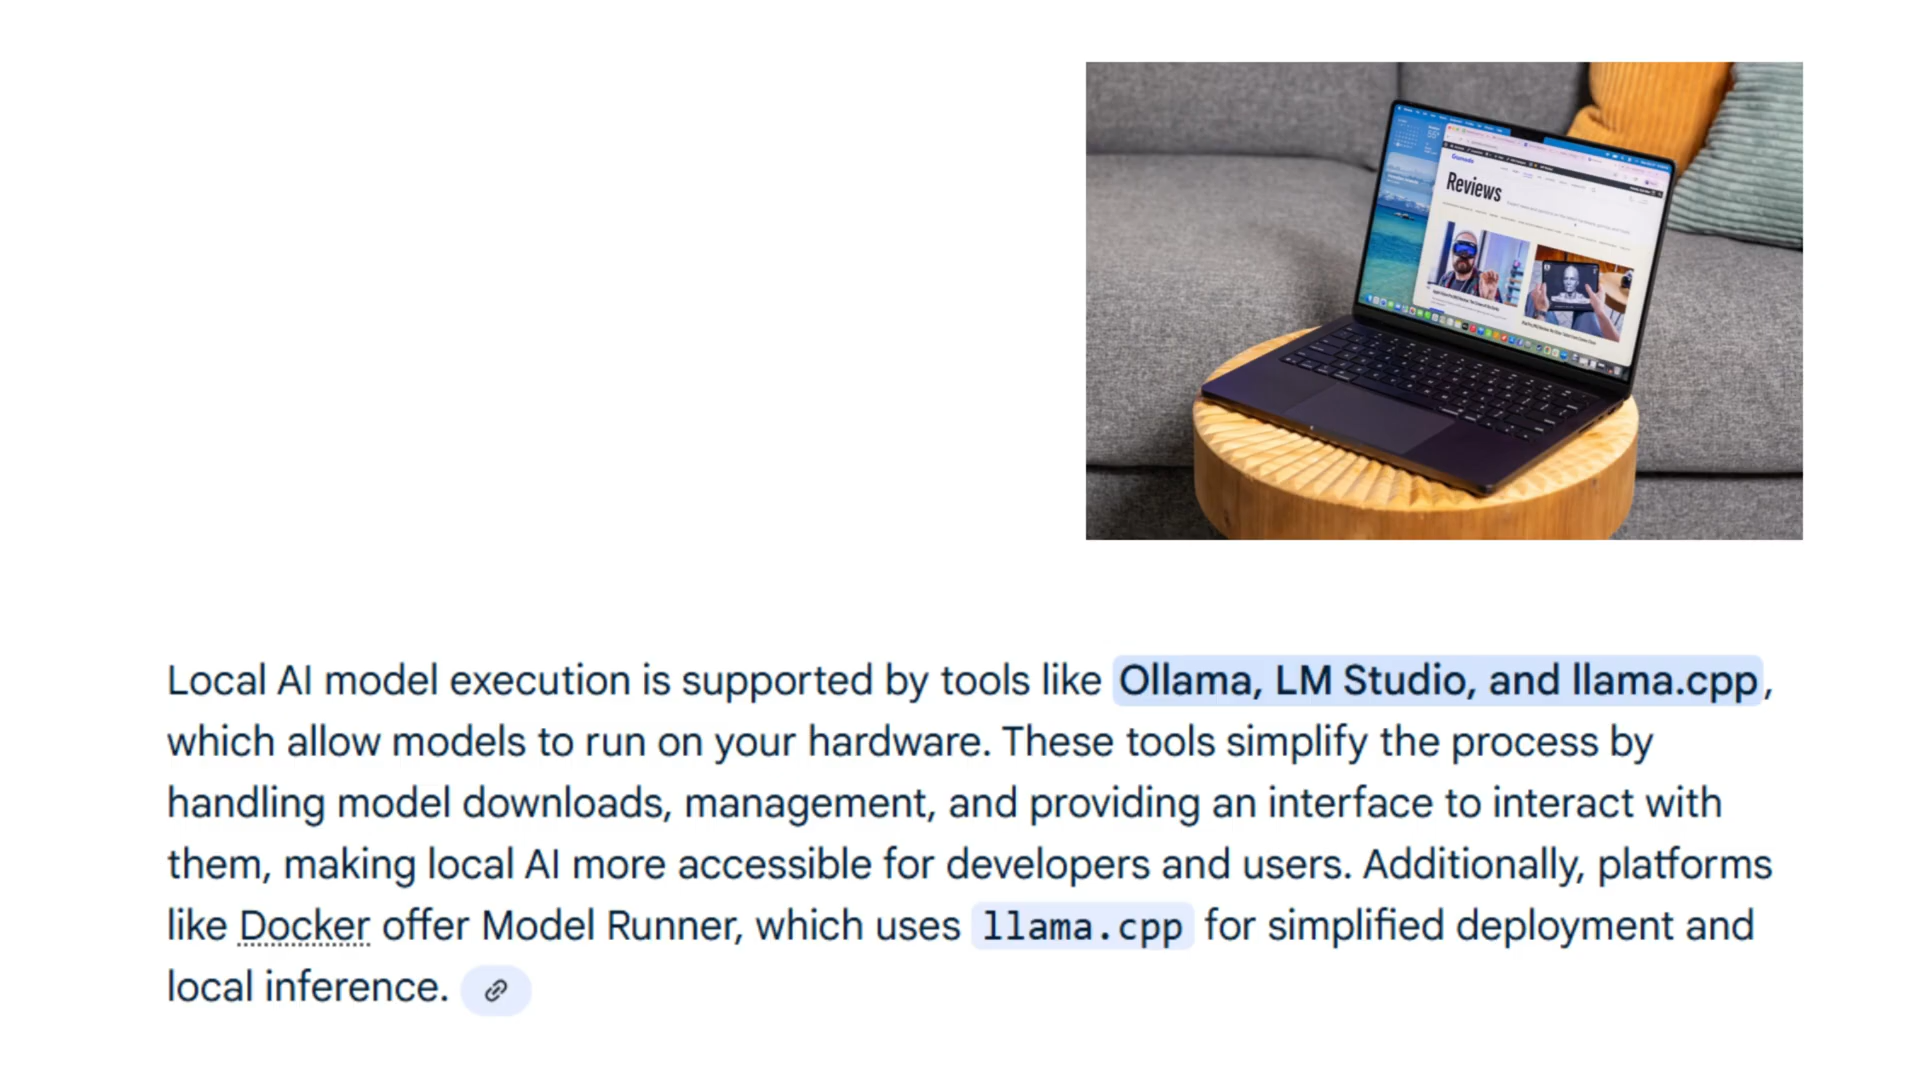 Gizmodo
Reviews
Local AI model execution is supported by tools like Ollama, LM Studio, and llama.cpp,
which allow models to run on your hardware. These tools simplify the process by
handling model downloads, management, and providing an interface to interact with
them, making local AI more accessible for developers and users. Additionally, platforms
like Docker offer Model Runner, which uses llama.cpp for simplified deployment and
local inference.